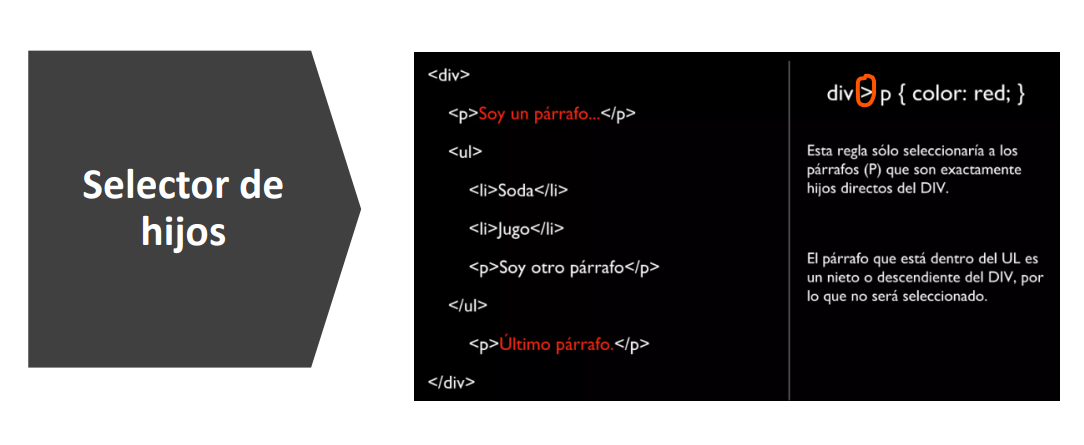 Selector de
hijos
<div>
<p>Soy un párrafo...</p>
<ul>
<li>Soda</li>
<li>Jugo</li>
<p>Soy otro párrafo</p>
</ul>
<p>Último párrafo.</p>
</div>
div > p { color: red; }
Esta regla sólo seleccionaría a los
párrafos (P) que son exactamente
hijos directos del DIV.
El párrafo que está dentro del UL es
un nieto o descendiente del DIV, por
lo que no será seleccionado.